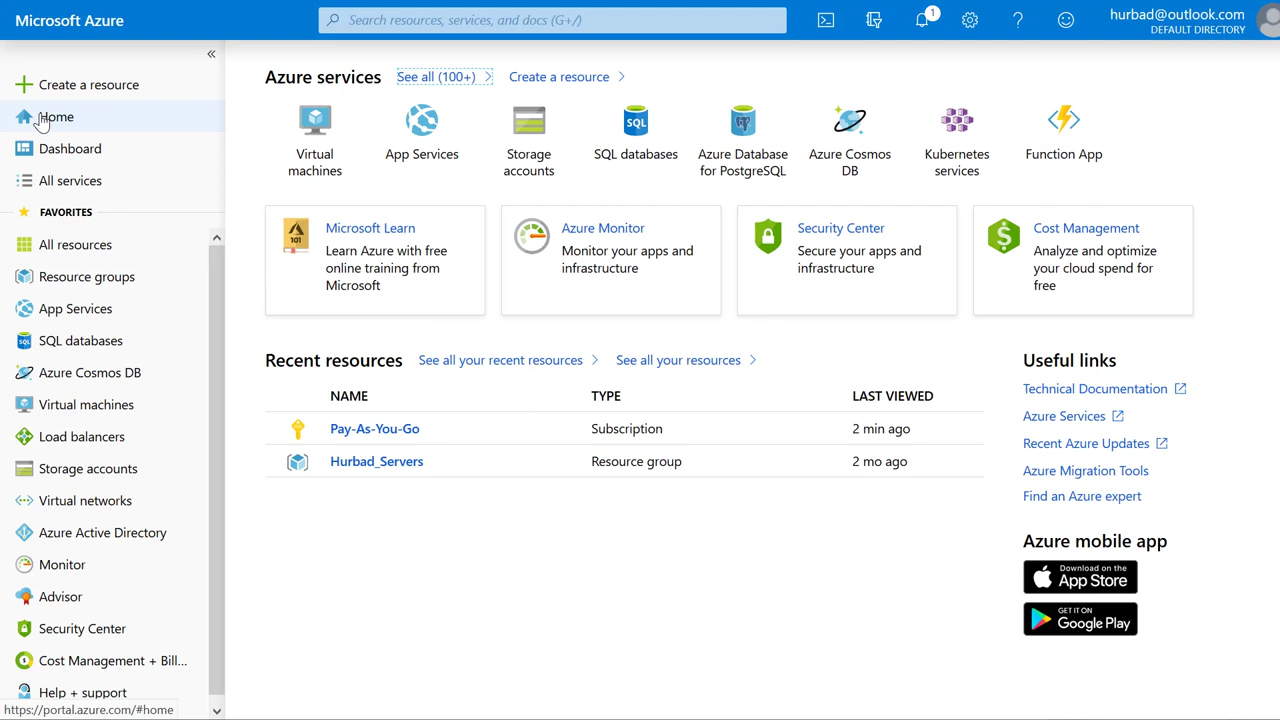 Microsoft Azure
Search resources, services, and docs (G+/)
1
hurbad@outlook.com
DEFAULT DIRECTORY
«
Create a resource
Home
Dashboard
All services
FAVORITES
All resources
Resource groups
App Services
SQL databases
Azure Cosmos DB
Virtual machines
Load balancers
Storage accounts
Virtual networks
Azure Active Directory
Monitor
Advisor
Security Center
Cost Management + Bill...
Help + support
https://portal.azure.com/#home
Azure services
See all (100+)
Create a resource
Virtual
machines
App Services
Storage
accounts
SQL
SQL databases
Azure Database
for PostgreSQL
Azure Cosmos
DB
Kubernetes
services
Function App
101
Microsoft Learn
Learn Azure with free
online training from
Microsoft
Azure Monitor
Monitor your apps and
infrastructure
Security Center
Secure your apps and
infrastructure
Cost Management
Analyze and optimize
your cloud spend for
free
Recent resources
See all your recent resources
See all your resources
NAME TYPE LAST VIEWED
Pay-As-You-Go Subscription 2 min ago
Hurbad_Servers Resource group 2 mo ago
Useful links
Technical Documentation
Azure Services
Recent Azure Updates
Azure Migration Tools
Find an Azure expert
Azure mobile app
Download on the
App Store
GET IT ON
Google Play